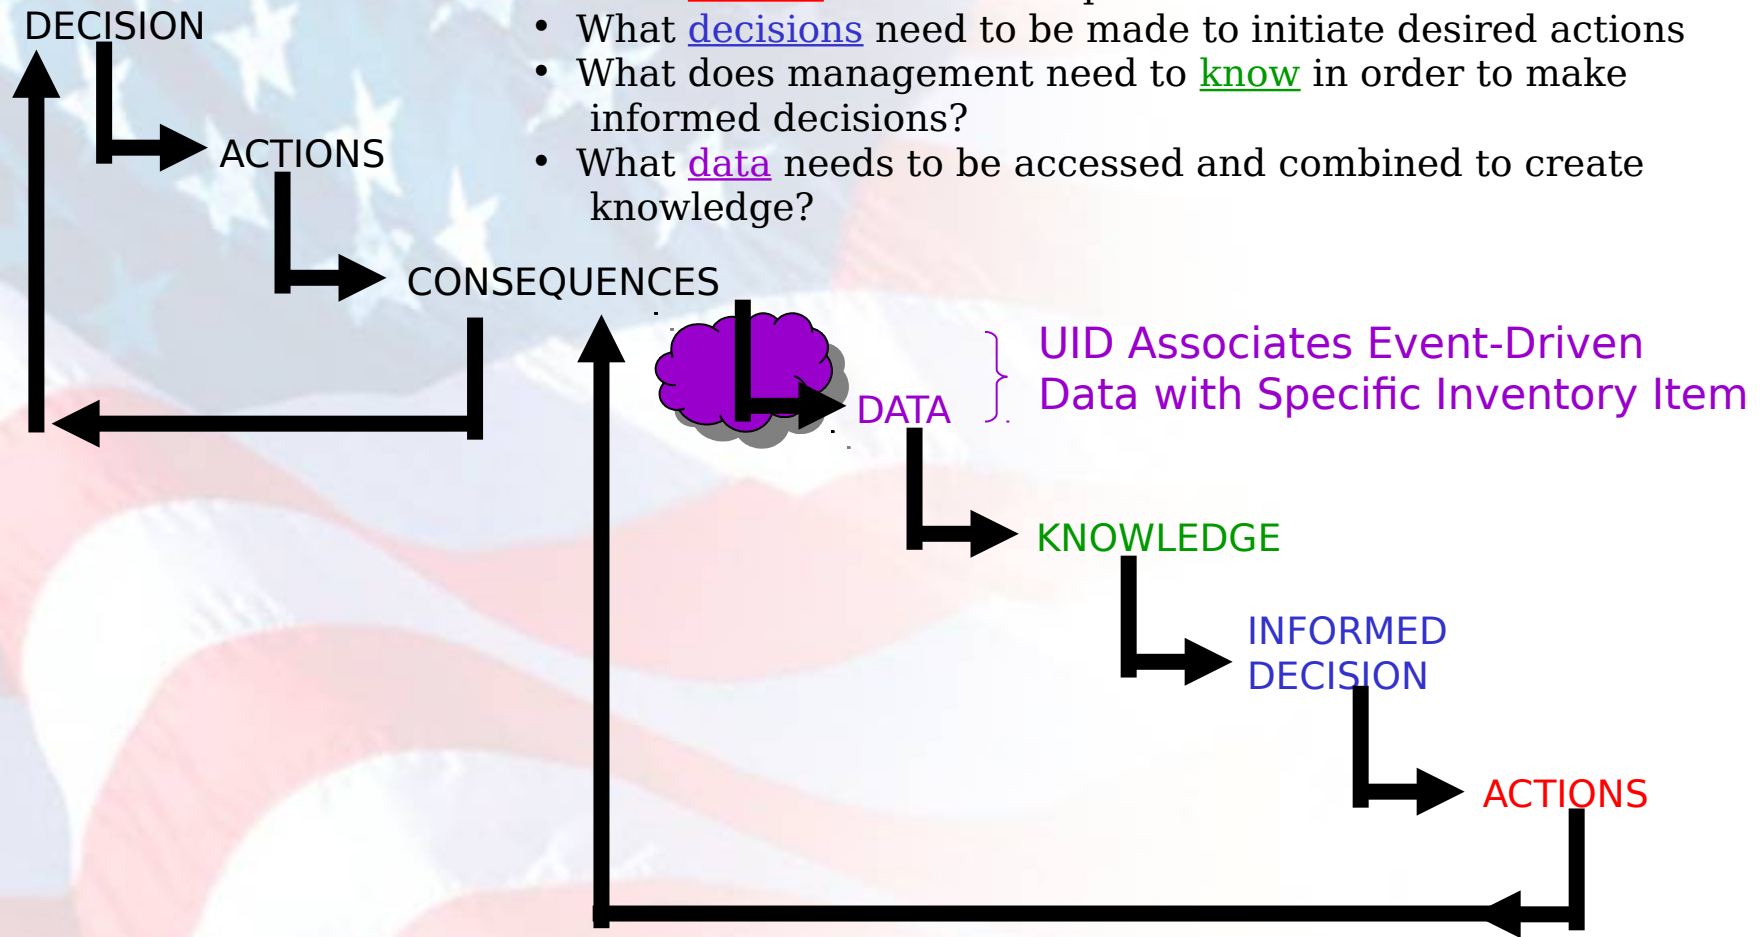 DECISION
• What decisions need to be made to initiate desired actions
• What does management need to know in order to make
informed decisions?
ACTIONS
• What data needs to be accessed and combined to create
knowledge?
CONSEQUENCES
UID Associates Event-Driven
Data with Specific Inventory Item
DATA
KNOWLEDGE
INFORMED
DECISION
ACTIONS